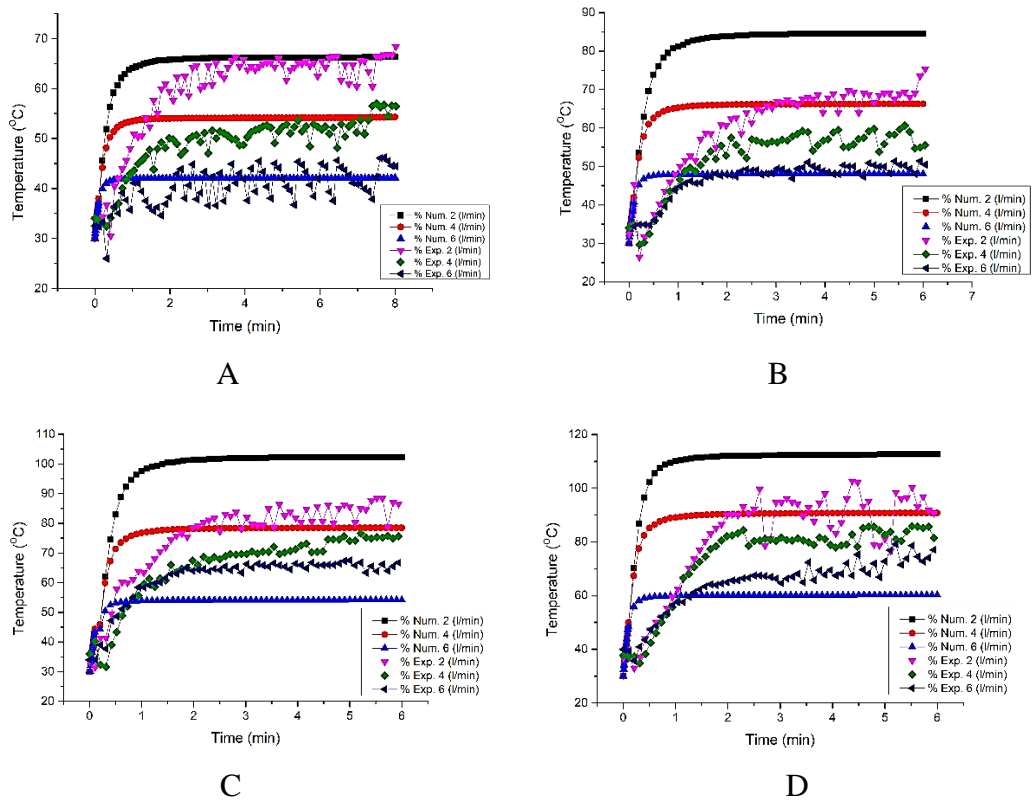 70
60
50
40
30
20
Temperature (°C)
0
2
4
6
8
Time (min)
% Num. 2 (l/min)
% Num. 4 (l/min)
% Num. 6 (l/min)
% Exp. 2 (l/min)
% Exp. 4 (l/min)
% Exp. 6 (l/min)
A
90
80
70
60
50
40
30
20
Temperature (°C)
0
1
2
3
4
5
6
7
Time (min)
% Num. 2 (l/min)
% Num. 4 (l/min)
% Num. 6 (l/min)
% Exp. 2 (l/min)
% Exp. 4 (l/min)
% Exp. 6 (l/min)
B
110
100
90
80
70
60
50
40
30
20
Temperature (°C)
0
1
2
3
4
5
6
Time (min)
% Num. 2 (l/min)
% Num. 4 (l/min)
% Num. 6 (l/min)
% Exp. 2 (l/min)
% Exp. 4 (l/min)
% Exp. 6 (l/min)
C
120
100
80
60
40
20
Temperature (°C)
0
1
2
3
4
5
6
Time (min)
% Num. 2 (l/min)
% Num. 4 (l/min)
% Num. 6 (l/min)
% Exp. 2 (l/min)
% Exp. 4 (l/min)
% Exp. 6 (l/min)
D